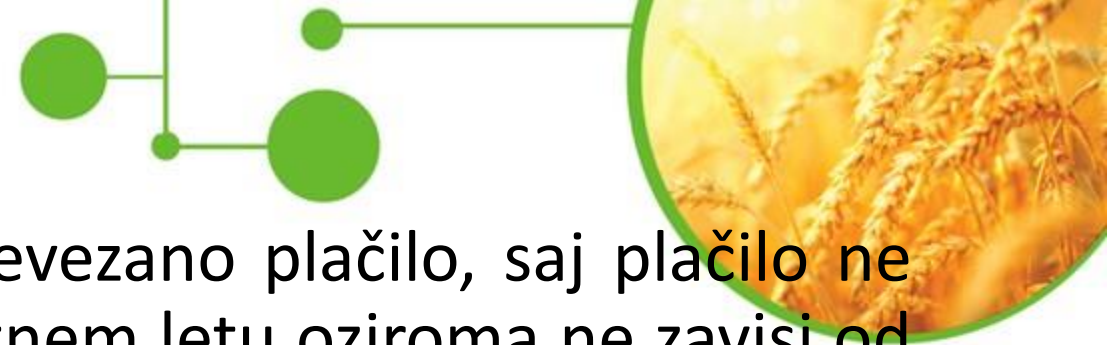 evezano plačilo, saj plačilo ne
nem letu oziroma ne zavisi od